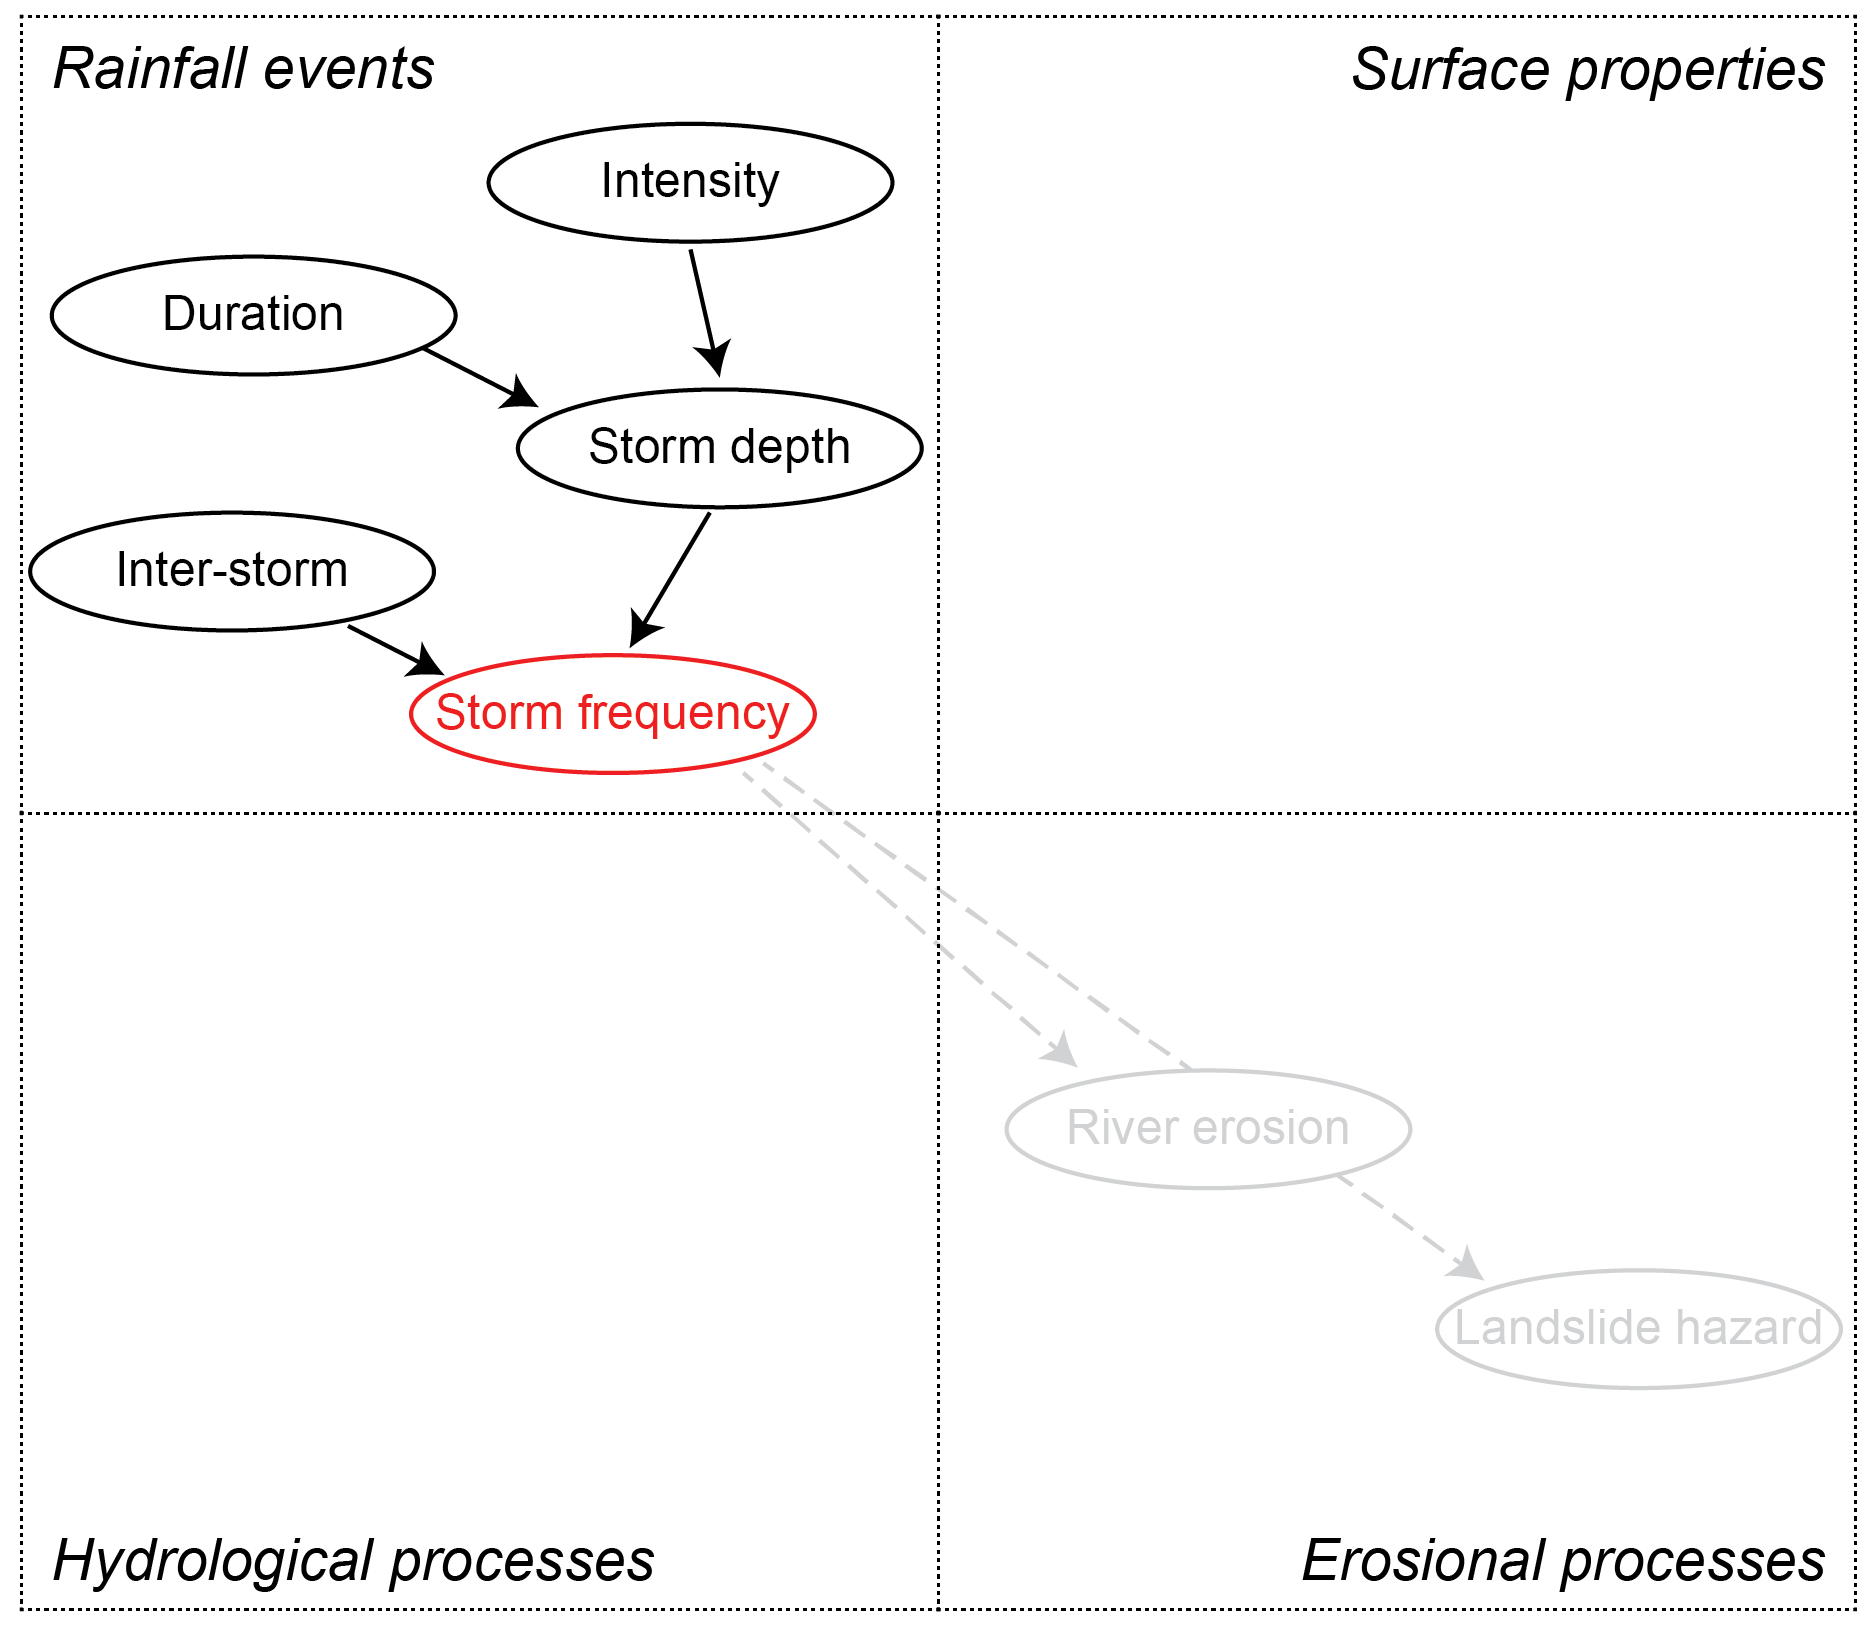 Rainfall events
Surface properties
Intensity
Duration
Storm depth
Inter-storm
Storm frequency
River erosion
Landslide hazard
Hydrological processes
Erosional processes